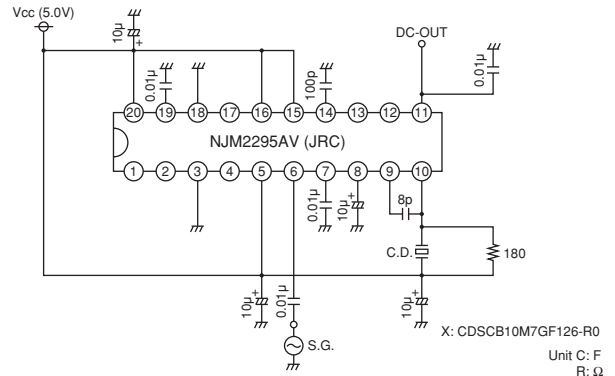 Vcc (5.0V)
10µ
+
DC-OUT
0.01µ
100p
0.01µ
20 19 18 17 16 15 14 13 12 11
NJM2295AV (JRC)
1 2 3 4 5 6 7 8 9 10
0.01µ
10µ
+
8p
C.D.
180
10µ
+
0.01µ
10µ
+
S.G.
X: CDSCB10M7GF126-R0
Unit C: F
R: Ω